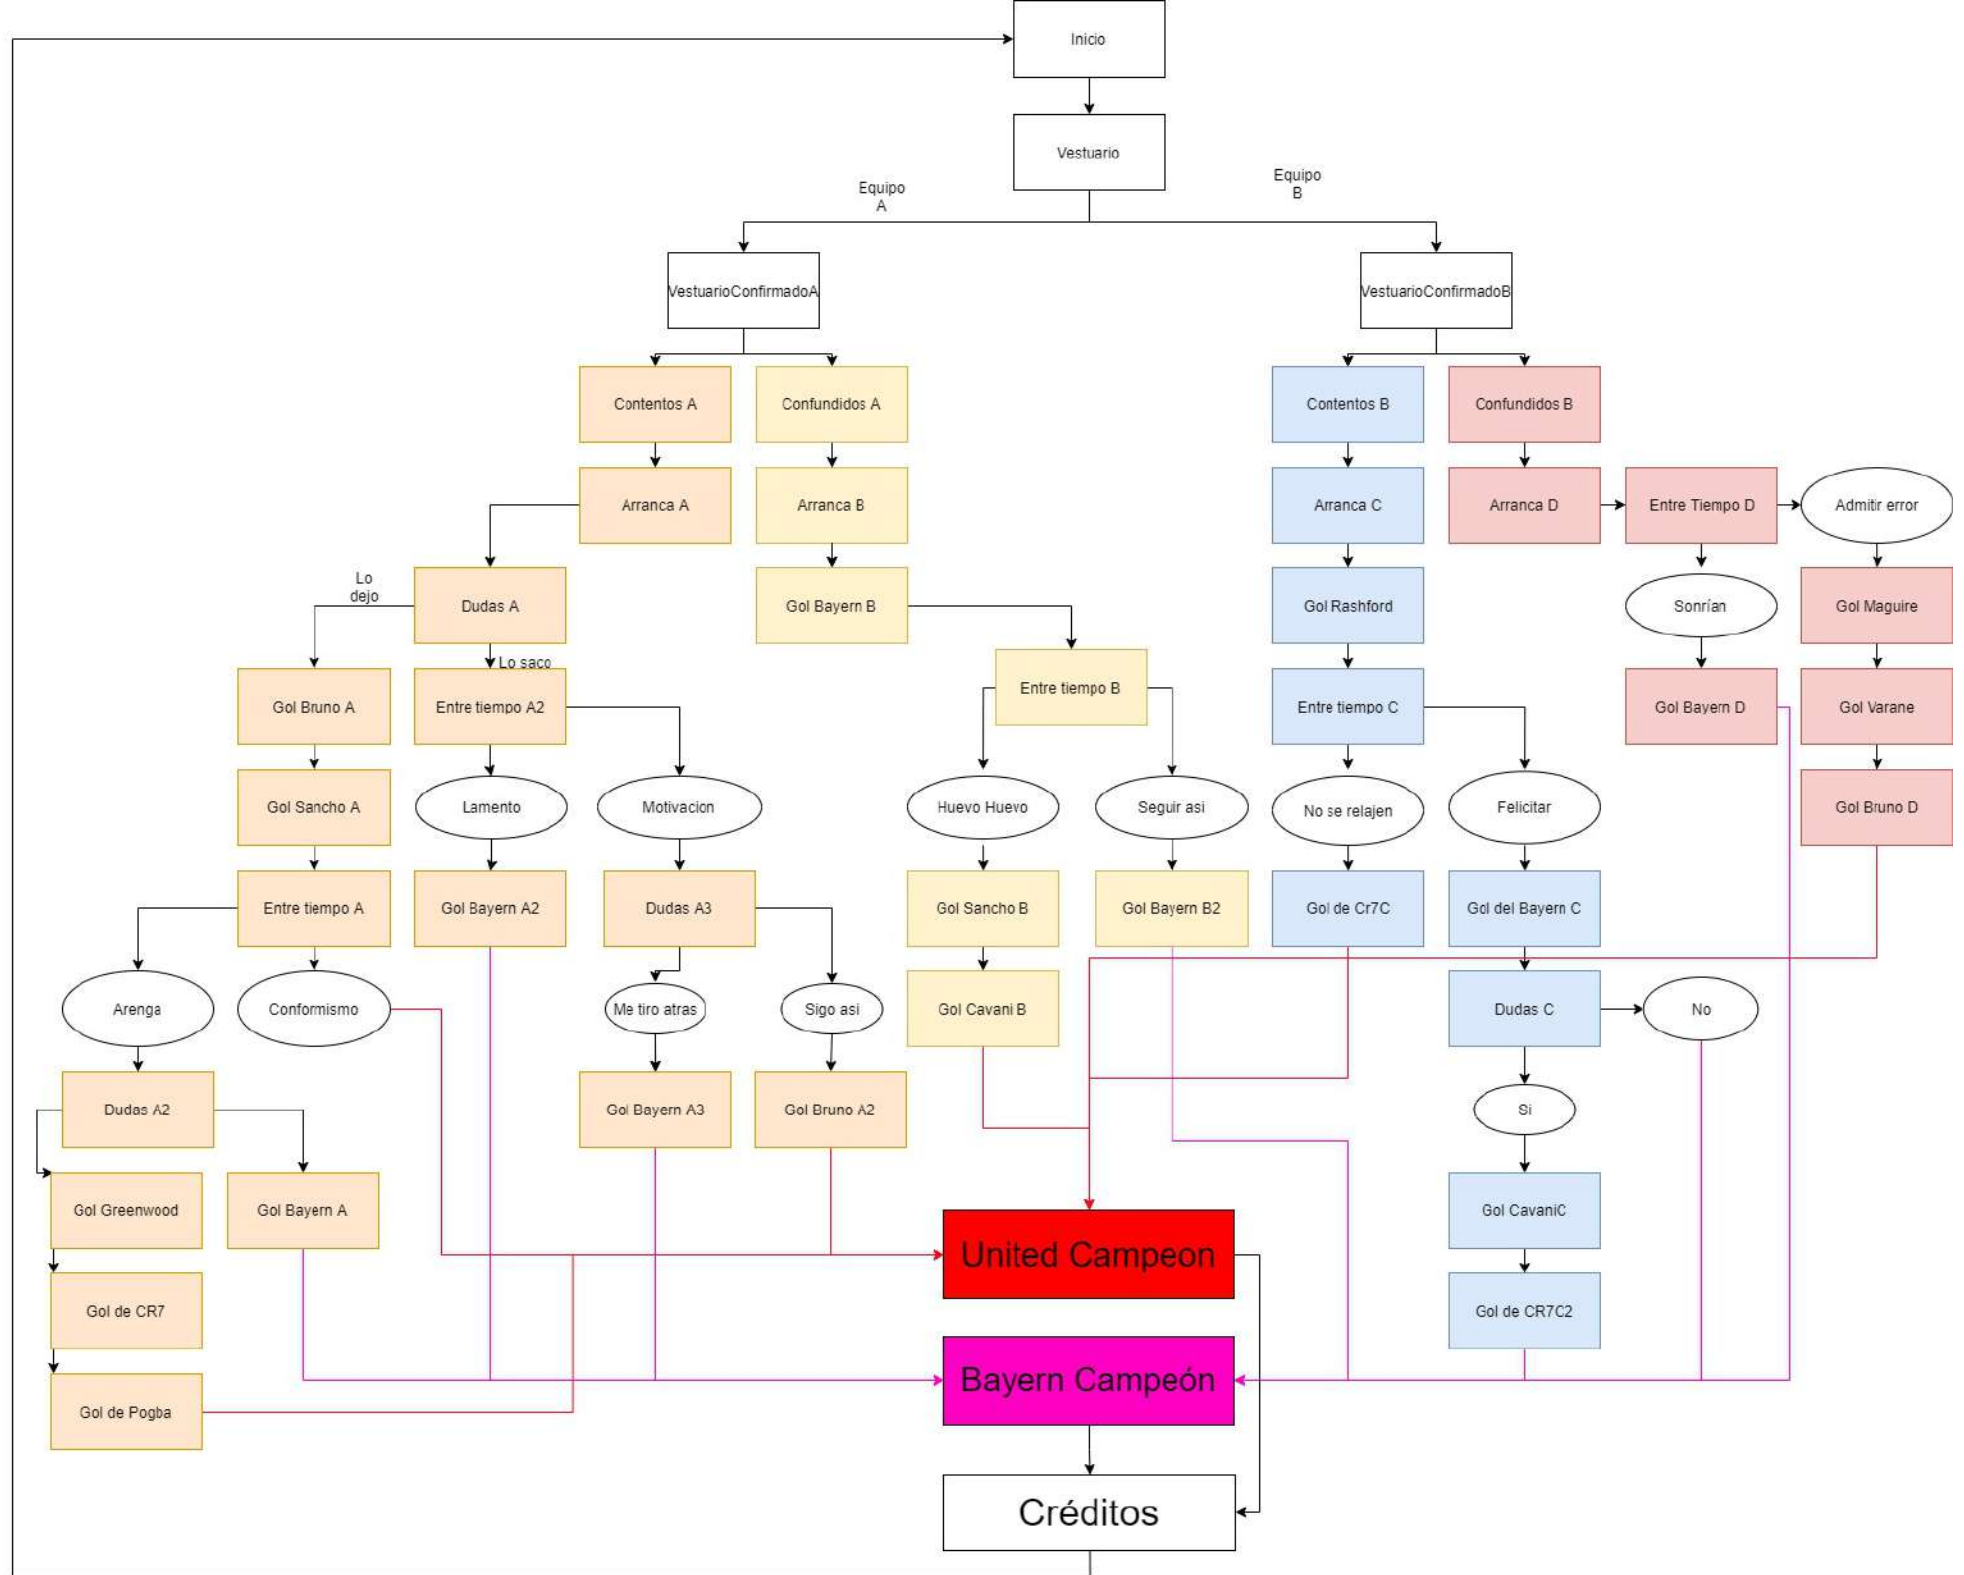 Inicio
Vestuario
Equipo
A
Equipo
B
VestuarioConfirmadoA
VestuarioConfirmadoB
Contentos A
Confundidos A
Contentos B
Confundidos B
Arranca A
Arranca B
Arranca C
Arranca D
Entre Tiempo D
Admitir error
Lo
dejo
Dudas A
Gol Bayern B
Gol Rashford
Sonrían
Gol Maguire
Lo saco
Gol Bruno A
Entre tiempo A2
Entre tiempo B
Entre tiempo C
Gol Bayern D
Gol Varane
Gol Sancho A
Lamento
Motivacion
Huevo Huevo
Seguir asi
No se relajen
Felicitar
Gol Bruno D
Entre tiempo A
Gol Bayern A2
Dudas A3
Gol Sancho B
Gol Bayern B2
Gol de Cr7C
Gol del Bayern C
Arenga
Conformismo
Me tiro atras
Sigo asi
Gol Cavani B
Dudas C
No
Dudas A2
Gol Bayern A3
Gol Bruno A2
Si
Gol Greenwood
Gol Bayern A
Gol CavaniC
United Campeon
Gol de CR7
Gol de CR7C2
Bayern Campeón
Gol de Pogba
Créditos